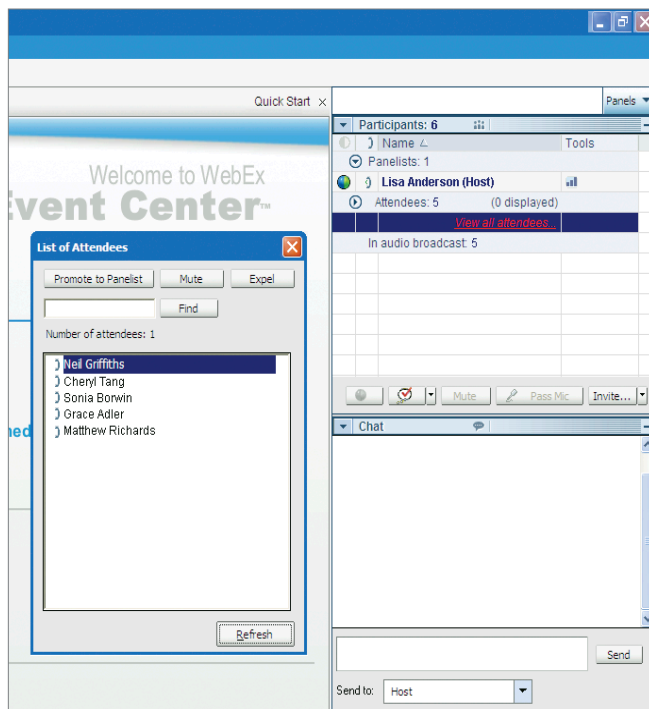 Quick Start ×
Panels
Participants: 6
Name
Tools
Panelists: 1
Lisa Anderson (Host)
Attendees: 5 (0 displayed)
View all attendees...
In audio broadcast: 5
Mute
Pass Mic
Invite...
Chat
Send
Send to: Host
Welcome to WebEx
Event Center™
List of Attendees
Promote to Panelist
Mute
Expel
Find
Number of attendees: 1
Neil Griffiths
Cheryl Tang
Sonia Borwin
Grace Adler
Matthew Richards
Refresh